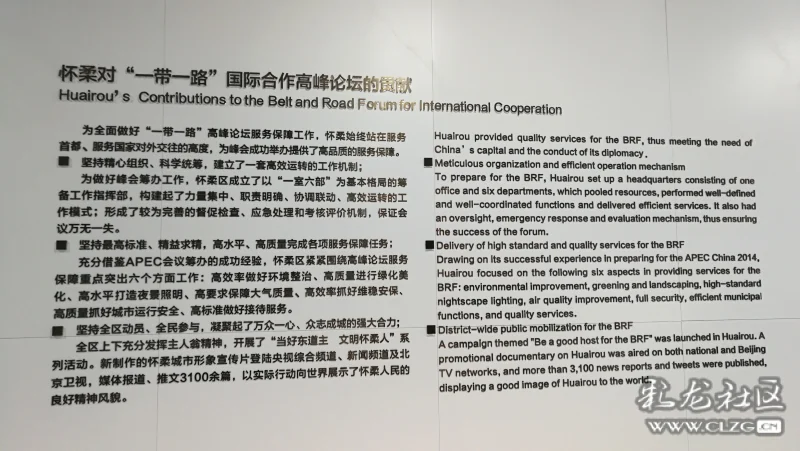 怀柔对“一带一路”国际合作高峰论坛的贡献
Huairou's Contributions to the Belt and Road Forum for International Cooperation
为全面做好“一带一路”高峰论坛服务保障工作，怀柔始终站在服务
首都、服务国家对外交往的高度，为峰会成功举办提供了高品质的服务保障。
■ 坚持精心组织、科学统筹，建立了一套高效运转的工作机制；
为做好峰会筹办工作，怀柔区成立了以“一室六部”为基本格局的筹
备工作指挥部，构建起了力量集中、职责明确、协调联动、高效运转的工
作模式；形成了较为完善的督促检查、应急处理和考核评价机制，保证会
议万无一失。
■ 坚持最高标准、精益求精，高水平、高质量完成各项服务保障任务；
充分借鉴APEC会议筹办的成功经验，怀柔区紧紧围绕高峰论坛服务
保障重点突出六个方面工作：高效率做好环境整治、高质量进行绿化美
化、高水平打造夜景照明、高要求保障大气质量、高效率抓好维稳安保、
高质量抓好城市运行安全、高标准做好接待服务。
■ 坚持全区动员、全民参与，凝聚起了万众一心、众志成城的强大合力；
全区上下充分发挥主人翁精神，开展了“当好东道主 文明怀柔人”系
列活动。新制作的怀柔城市形象宣传片登陆央视综合频道、新闻频道及北
京卫视，媒体报道、推文3100余篇，以实际行动向世界展示了怀柔人民的
良好精神风貌。
Huairou provided quality services for the BRF, thus meeting the need of
China's capital and the conduct of its diplomacy.
■ Meticulous organization and efficient operation mechanism
To prepare for the BRF, Huairou set up a headquarters consisting of one
office and six departments, which pooled resources, performed well-defined
and well-coordinated functions and delivered efficient services. It also had
an oversight, emergency response and evaluation mechanism, thus ensuring
the success of the forum.
■ Delivery of high standard and quality services for the BRF
Drawing on its successful experience in preparing for the APEC China 2014,
Huairou focused on the following six aspects in providing services for the
BRF: environmental improvement, greening and landscaping, high-standard
nightscape lighting, air quality improvement, full security, efficient municipal
functions, and quality services.
■ District-wide public mobilization for the BRF
A campaign themed "Be a good host for the BRF" was launched in Huairou. A
promotional documentary on Huairou was aired on both national and Beijing
TV networks, and more than 3,100 news reports and tweets were published,
displaying a good image of Huairou to the world.
札龙社区
WWW.CLZG.CN